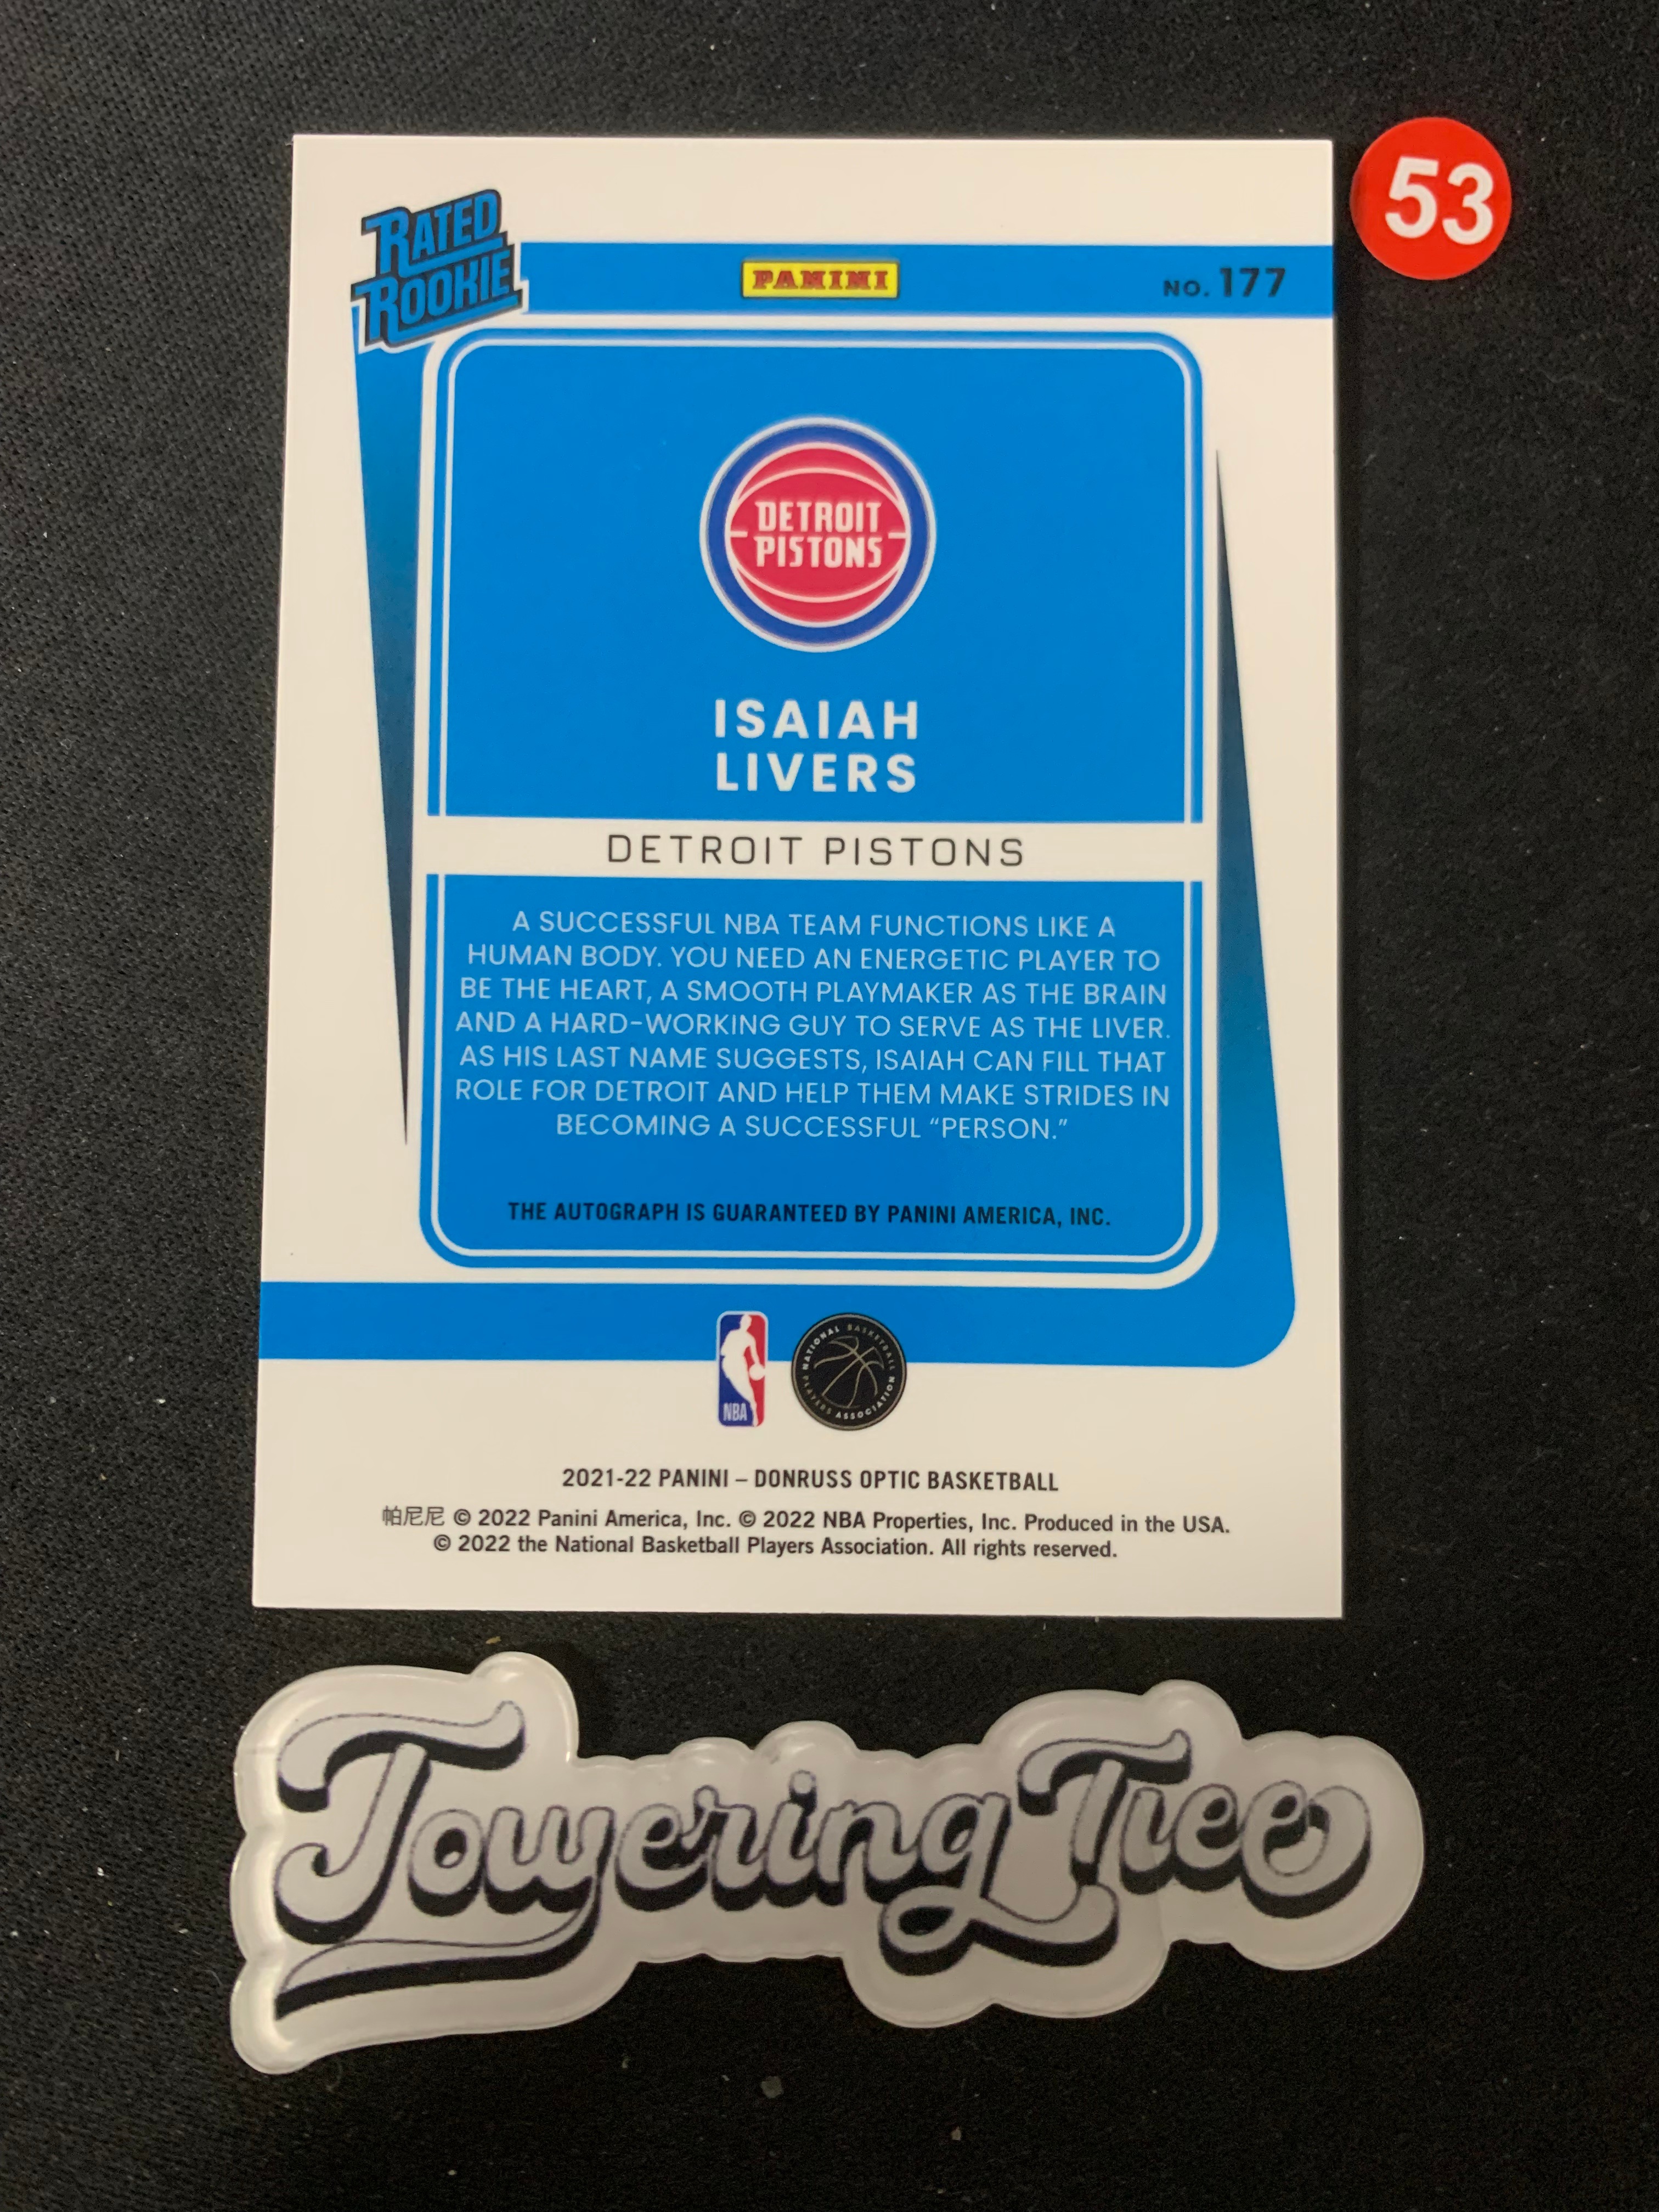 53
RATED
ROOKIE
PANINI
NO. 177
DETROIT
PISTONS
ISAIAH
LIVERS
DETROIT PISTONS
A SUCCESSFUL NBA TEAM FUNCTIONS LIKE A
HUMAN BODY. YOU NEED AN ENERGETIC PLAYER TO
BE THE HEART, A SMOOTH PLAYMAKER AS THE BRAIN
AND A HARD-WORKING GUY TO SERVE AS THE LIVER.
AS HIS LAST NAME SUGGESTS, ISAIAH CAN FILL THAT
ROLE FOR DETROIT AND HELP THEM MAKE STRIDES IN
BECOMING A SUCCESSFUL “PERSON.”
THE AUTOGRAPH IS GUARANTEED BY PANINI AMERICA, INC.
NBA
NATIONAL BASKETBALL
PLAYERS ASSOCIATION
2021-22 PANINI – DONRUSS OPTIC BASKETBALL
帕尼尼 © 2022 Panini America, Inc. © 2022 NBA Properties, Inc. Produced in the USA.
© 2022 the National Basketball Players Association. All rights reserved.
ToweringTiee